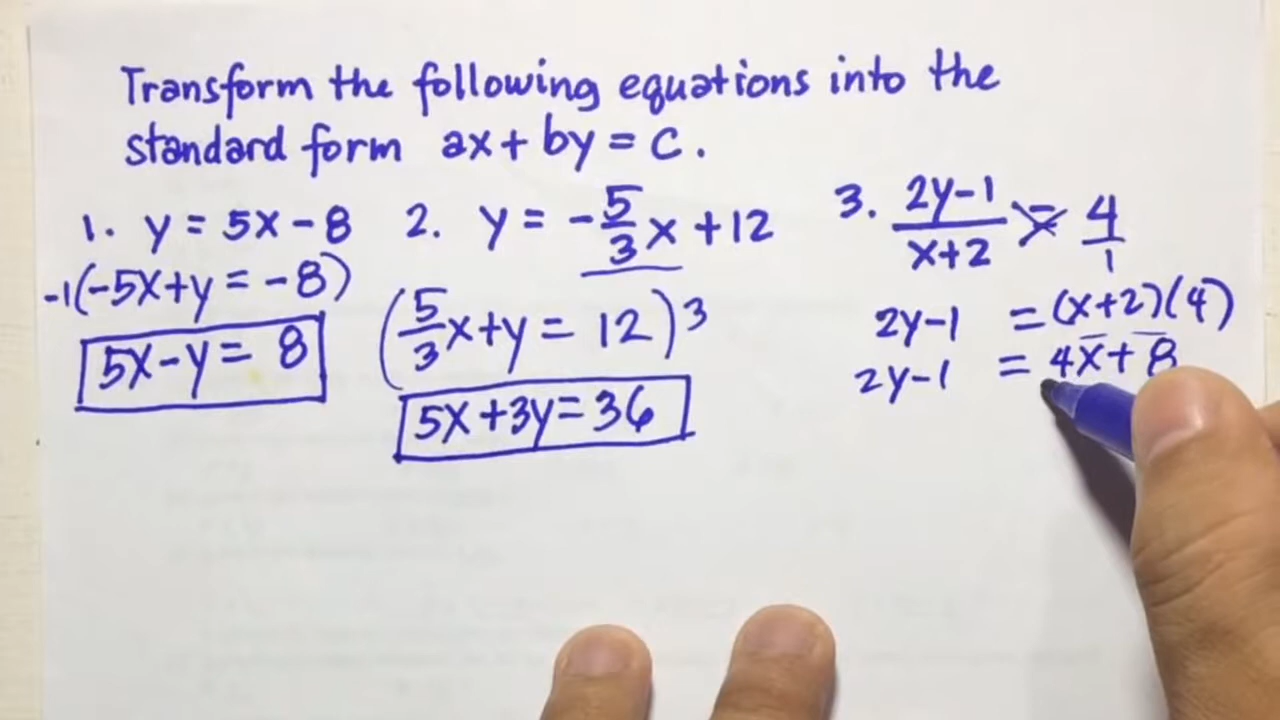 Transform the following equations into the
standard form ax + by = c.
1. y = 5x - 8
-1(-5x+y = -8)
5x - y = 8
2. y = -5/3x + 12
(5/3x + y = 12)3
5x + 3y = 36
3. 2y-1/x+2 = 4/1
2y-1 = (x+2)(4)
2y-1 = 4x + 8